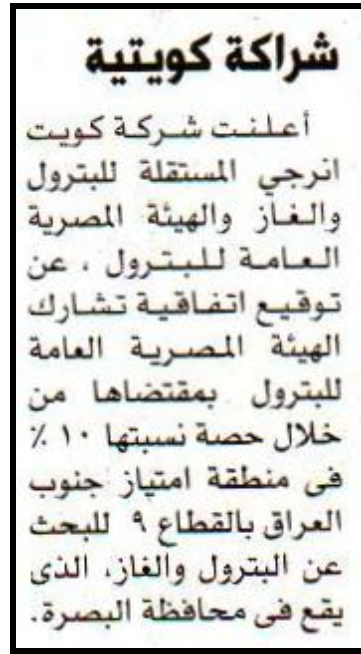 شراكة كويتية
أعلنت شركة كويت
انرجي المستقلة للبترول
والغاز والهيئة المصرية
العامة للبترول ، عن
توقيع اتفاقية تشارك
الهيئة المصرية العامة
للبترول بمقتضاها من
خلال حصة نسبتها ١٠ ٪
فى منطقة امتياز جنوب
العراق بالقطاع ٩ للبحث
عن البترول والغاز، الذى
يقع فى محافظة البصرة.